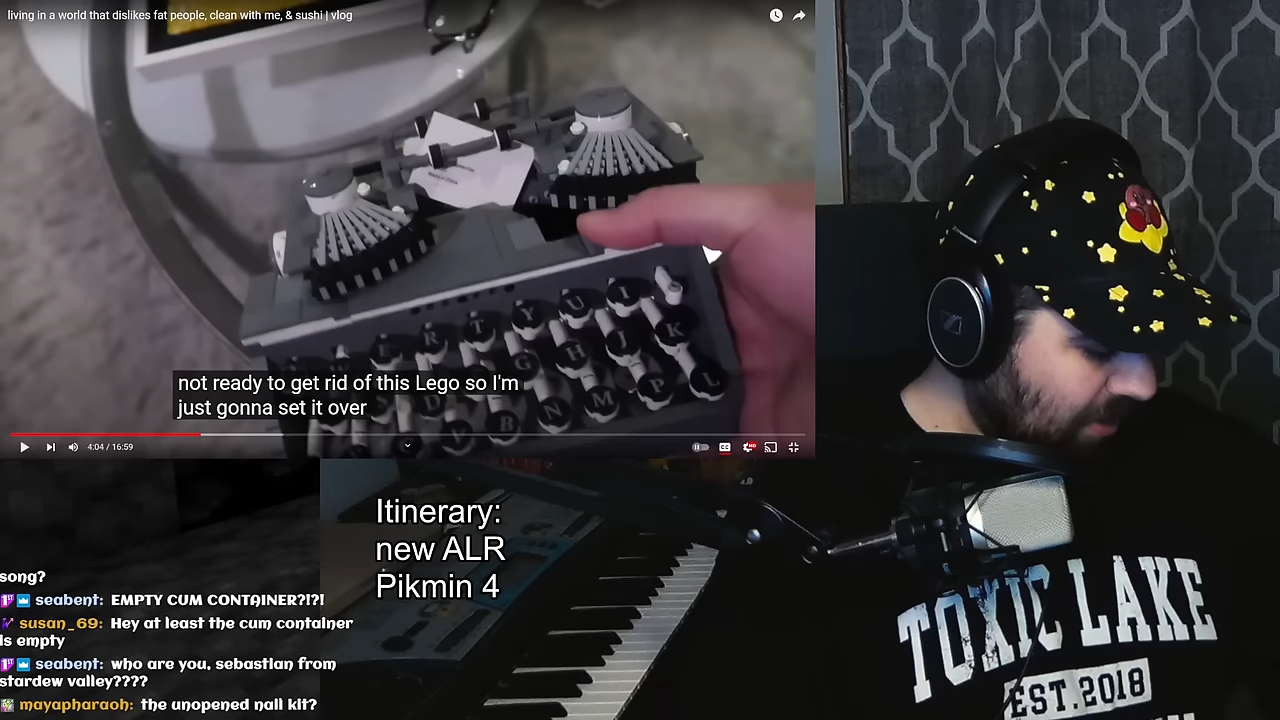 living in a world that dislikes fat people, clean with me, & sushi | vlog
T Y U I
R
G H J K
B N M P L
not ready to get rid of this Lego so I'm
just gonna set it over
4:04 / 16:59
CC
HD
Itinerary:
new ALR
Pikmin 4
song?
seabent: EMPTY CUM CONTAINER?!?!
susan_69: Hey at least the cum container
is empty
seabent: who are you, sebastian from
stardew valley????
mayapharaoh: the unopened nail kit?
TOXIC LAKE
EST.2018